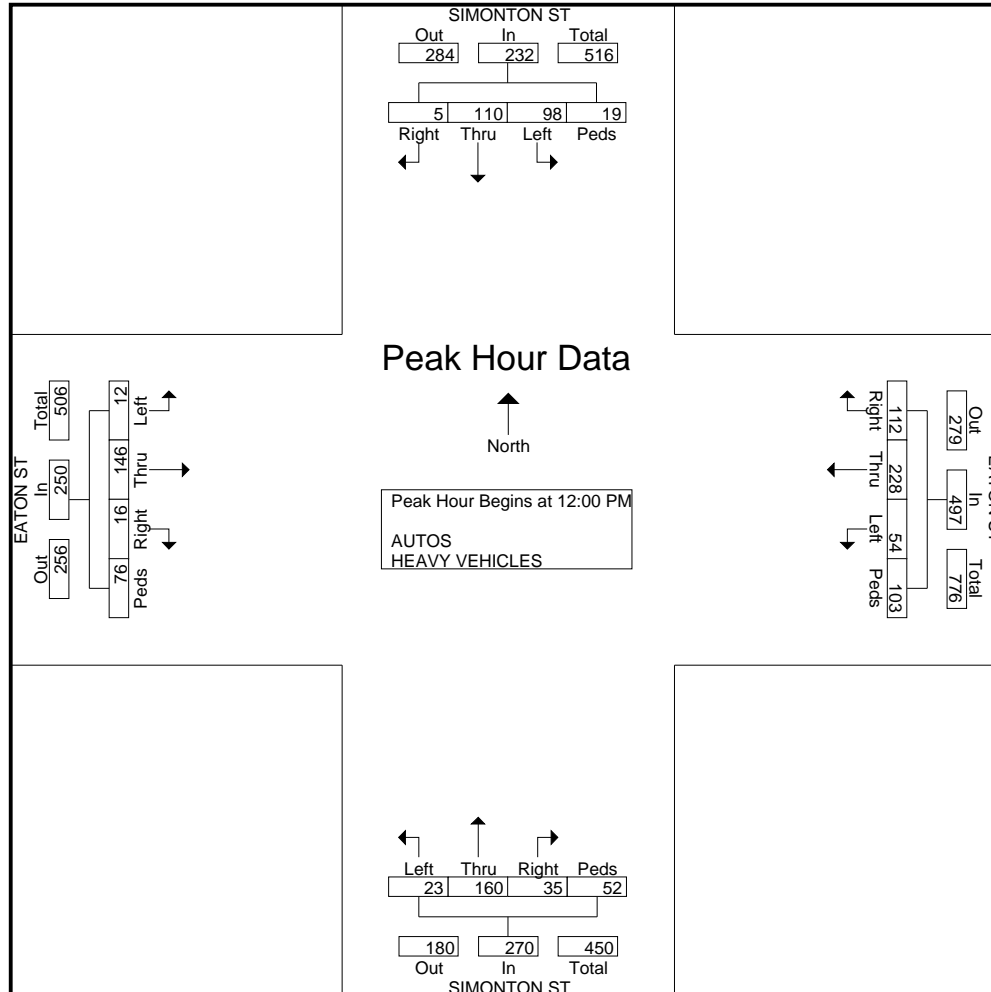 SIMONTON ST
Out In Total
284 232 516
5 110 98 19
Right Thru Left Peds
Peak Hour Data
North
Peak Hour Begins at 12:00 PM
AUTOS
HEAVY VEHICLES
EATON ST
Total In Out
506 250 256
12 146 16 76
Left Thru Right Peds
Right Thru Left Peds
112 228 54 103
Out In Total
279 497 776
Left Thru Right Peds
23 160 35 52
180 270 450
Out In Total
SIMONTON ST